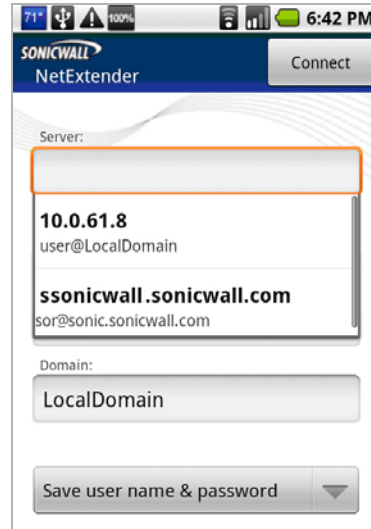 71° 100% 6:42 PM
SONICWALL
NetExtender
Connect
Server:
10.0.61.8
user@LocalDomain
ssonicwall.sonicwall.com
sor@sonic.sonicwall.com
Domain:
LocalDomain
Save user name & password